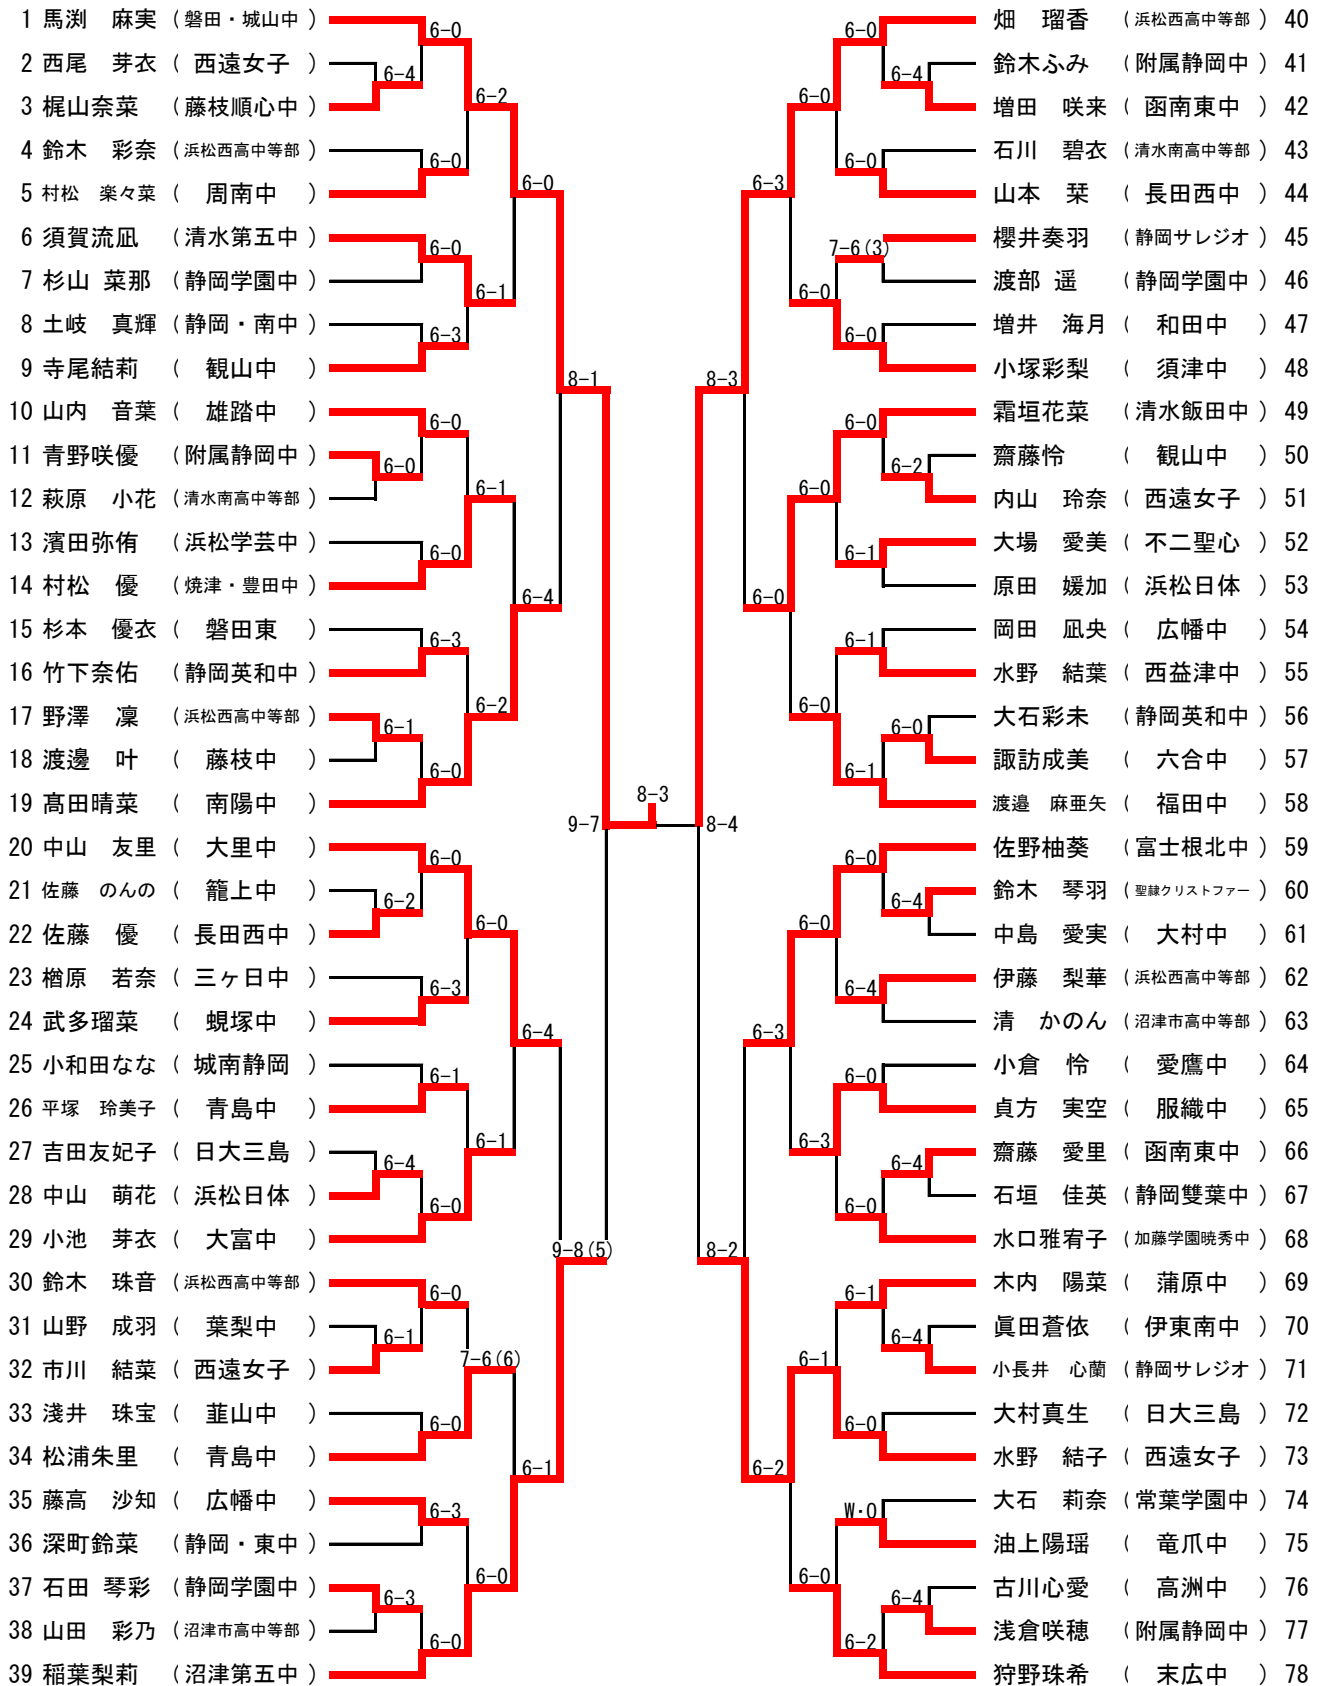 1 馬渕 麻実 (磐田・城山中)
2 西尾 芽衣 (西遠女子)
3 梶山奈菜 (藤枝順心中)
4 鈴木 彩奈 (浜松西高中等部)
5 村松 楽々菜 (周南中)
6 須賀流凪 (清水第五中)
7 杉山 菜那 (静岡学園中)
8 土岐 真輝 (静岡・南中)
9 寺尾結莉 (観山中)
10 山内 音葉 (雄踏中)
11 青野咲優 (附属静岡中)
12 萩原 小花 (清水南高中等部)
13 濱田弥侑 (浜松学芸中)
14 村松 優 (焼津・豊田中)
15 杉本 優衣 (磐田東)
16 竹下奈佑 (静岡英和中)
17 野澤 凜 (浜松西高中等部)
18 渡邊 叶 (藤枝中)
19 髙田晴菜 (南陽中)
20 中山 友里 (大里中)
21 佐藤 のんの (籠上中)
22 佐藤 優 (長田西中)
23 楢原 若奈 (三ヶ日中)
24 武多瑠菜 (蜆塚中)
25 小和田なな (城南静岡)
26 平塚 玲美子 (青島中)
27 吉田友妃子 (日大三島)
28 中山 萌花 (浜松日体)
29 小池 芽衣 (大富中)
30 鈴木 珠音 (浜松西高中等部)
31 山野 成羽 (葉梨中)
32 市川 結菜 (西遠女子)
33 淺井 珠宝 (韮山中)
34 松浦朱里 (青島中)
35 藤高 沙知 (広幡中)
36 深町鈴菜 (静岡・東中)
37 石田 琴彩 (静岡学園中)
38 山田 彩乃 (沼津市高中等部)
39 稲葉梨莉 (沼津第五中)
6-0
6-4
6-2
6-0
6-0
6-0
6-1
6-3
8-1
6-0
6-0
6-1
6-0
6-4
6-3
6-2
6-1
6-0
9-7
8-3
6-0
6-2
6-0
6-3
6-4
6-1
6-1
6-4
6-0
9-8(5)
6-0
6-1
7-6(6)
6-0
6-1
6-3
6-0
6-3
6-0
6-0
6-4
6-0
6-0
6-3
7-6(3)
6-0
6-0
8-3
6-0
6-2
6-0
6-1
6-0
6-1
6-0
6-0
6-1
8-4
6-0
6-4
6-0
6-4
6-3
6-0
6-3
6-4
6-0
8-2
6-1
6-4
6-1
6-0
6-2
W・O
6-0
6-4
6-2
畑 瑠香 (浜松西高中等部) 40
鈴木ふみ (附属静岡中) 41
増田 咲来 (函南東中) 42
石川 碧衣 (清水南高中等部) 43
山本 栞 (長田西中) 44
櫻井奏羽 (静岡サレジオ) 45
渡部 遥 (静岡学園中) 46
増井 海月 (和田中) 47
小塚彩梨 (須津中) 48
霜垣花菜 (清水飯田中) 49
齋藤怜 (観山中) 50
内山 玲奈 (西遠女子) 51
大場 愛美 (不二聖心) 52
原田 媛加 (浜松日体) 53
岡田 凪央 (広幡中) 54
水野 結葉 (西益津中) 55
大石彩未 (静岡英和中) 56
諏訪成美 (六合中) 57
渡邉 麻亜矢 (福田中) 58
佐野柚葵 (富士根北中) 59
鈴木 琴羽 (聖隷クリストファー) 60
中島 愛実 (大村中) 61
伊藤 梨華 (浜松西高中等部) 62
清 かのん (沼津市高中等部) 63
小倉 怜 (愛鷹中) 64
貞方 実空 (服織中) 65
齋藤 愛里 (函南東中) 66
石垣 佳英 (静岡雙葉中) 67
水口雅宥子 (加藤学園暁秀中) 68
木内 陽菜 (蒲原中) 69
眞田蒼依 (伊東南中) 70
小長井 心蘭 (静岡サレジオ) 71
大村真生 (日大三島) 72
水野 結子 (西遠女子) 73
大石 莉奈 (常葉学園中) 74
油上陽瑶 (竜爪中) 75
古川心愛 (高洲中) 76
浅倉咲穂 (附属静岡中) 77
狩野珠希 (末広中) 78